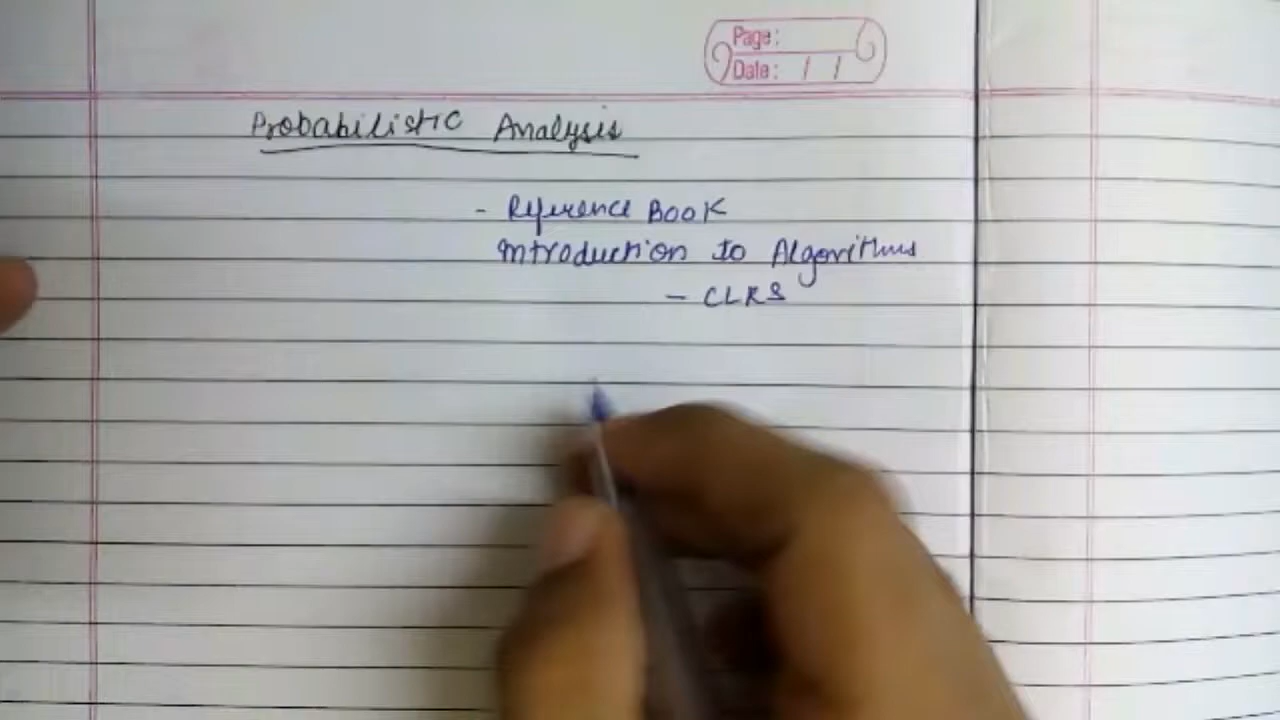 Page:
Date: / /
Probabilistic Analysis
- Reference Book
Introduction to Algorithms
- CLRS